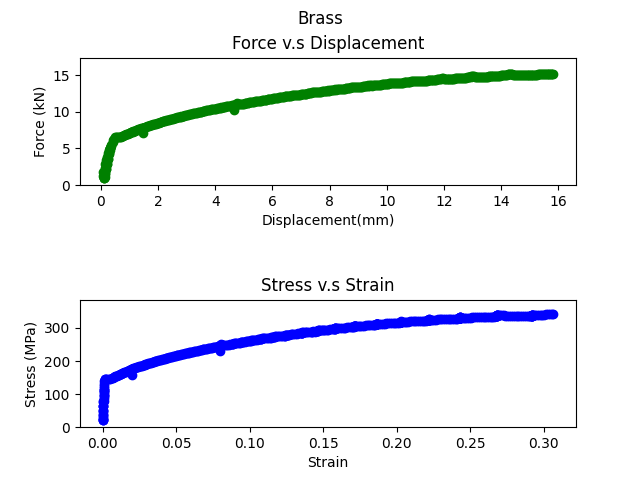 Brass
Force v.s Displacement
Force (kN)
15
10
5
0
0 2 4 6 8 10 12 14 16
Displacement(mm)
Stress v.s Strain
Stress (MPa)
300
200
100
0
0.00 0.05 0.10 0.15 0.20 0.25 0.30
Strain